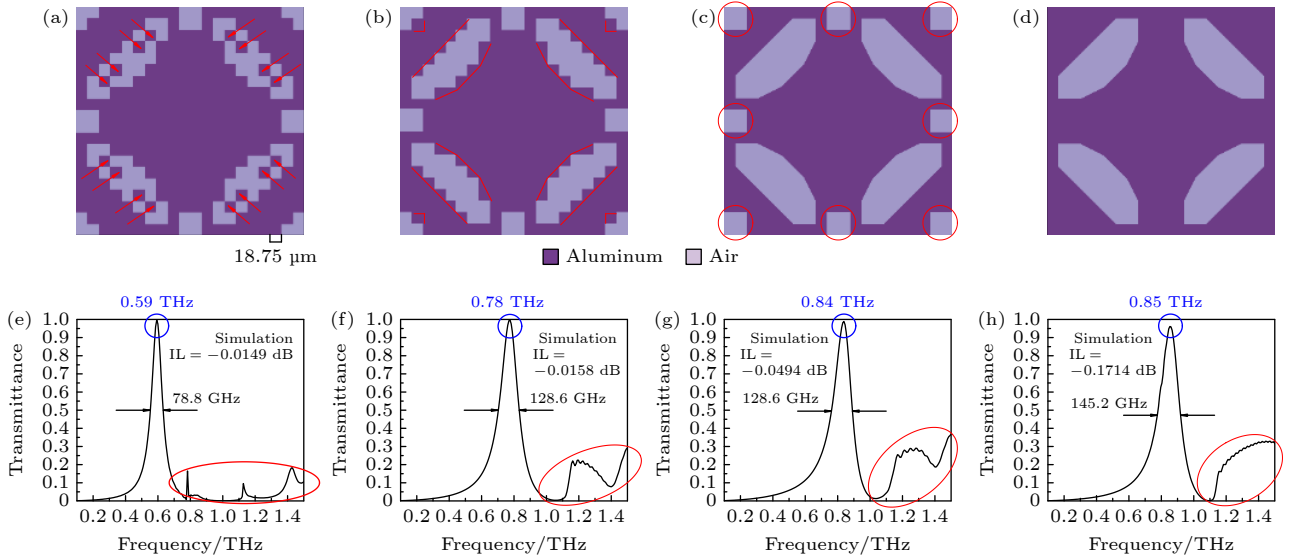 (a)
(b)
(c)
(d)
18.75 µm
Aluminum
Air
(e)
0.59 THz
Simulation
IL = −0.0149 dB
78.8 GHz
Transmittance
1.0
0.9
0.8
0.7
0.6
0.5
0.4
0.3
0.2
0.1
0
0.2 0.4 0.6 0.8 1.0 1.2 1.4
Frequency/THz
(f)
0.78 THz
Simulation
IL =
−0.0158 dB
128.6 GHz
Transmittance
1.0
0.9
0.8
0.7
0.6
0.5
0.4
0.3
0.2
0.1
0
0.2 0.4 0.6 0.8 1.0 1.2 1.4
Frequency/THz
(g)
0.84 THz
Simulation
IL =
−0.0494 dB
128.6 GHz
Transmittance
1.0
0.9
0.8
0.7
0.6
0.5
0.4
0.3
0.2
0.1
0
0.2 0.4 0.6 0.8 1.0 1.2 1.4
Frequency/THz
(h)
0.85 THz
Simulation
IL =
−0.1714 dB
145.2 GHz
Transmittance
1.0
0.9
0.8
0.7
0.6
0.5
0.4
0.3
0.2
0.1
0
0.2 0.4 0.6 0.8 1.0 1.2 1.4
Frequency/THz